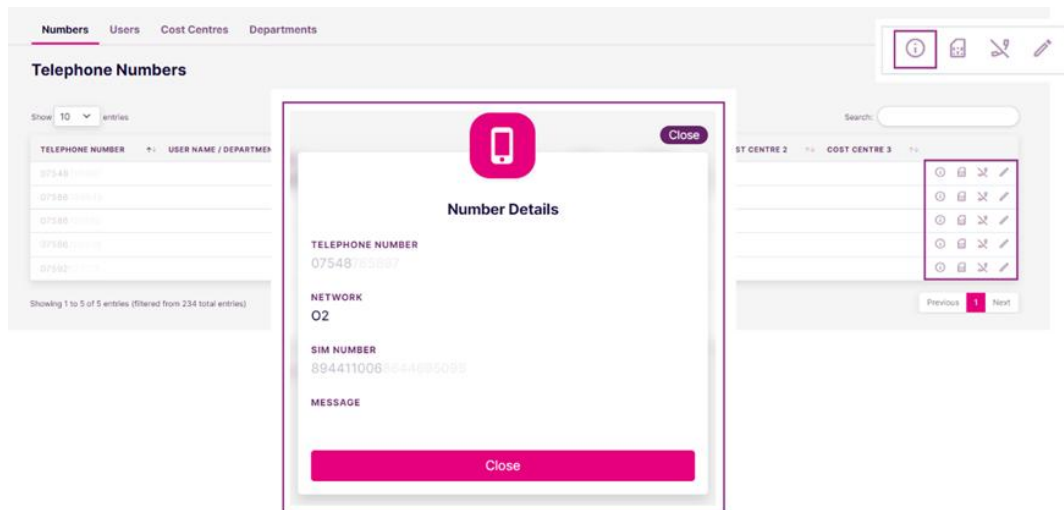 Numbers Users Cost Centres Departments
Telephone Numbers
Show 10 entries
Search:
TELEPHONE NUMBER USER NAME / DEPARTMEN ST CENTRE 2 COST CENTRE 3
07548
07586
07586
07586
07592
Showing 1 to 5 of 5 entries (filtered from 234 total entries)
Previous 1 Next
Close
Number Details
TELEPHONE NUMBER
07548
NETWORK
O2
SIM NUMBER
894411006
MESSAGE
Close